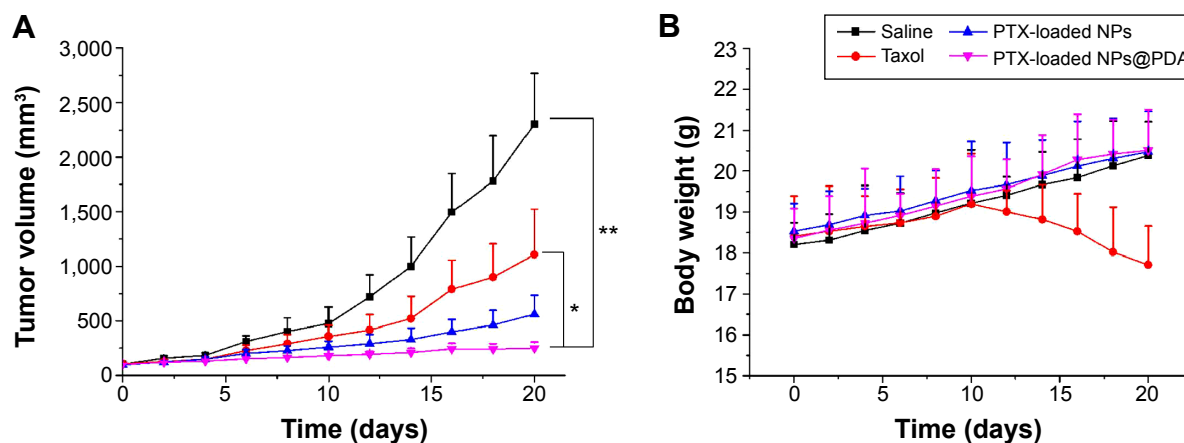 A
Tumor volume (mm³)
3,000
2,500
2,000
1,500
1,000
500
0
0 5 10 15 20
Time (days)
**
*
B
Saline PTX-loaded NPs
Taxol PTX-loaded NPs@PDA
Body weight (g)
23
22
21
20
19
18
17
16
15
0 5 10 15 20
Time (days)